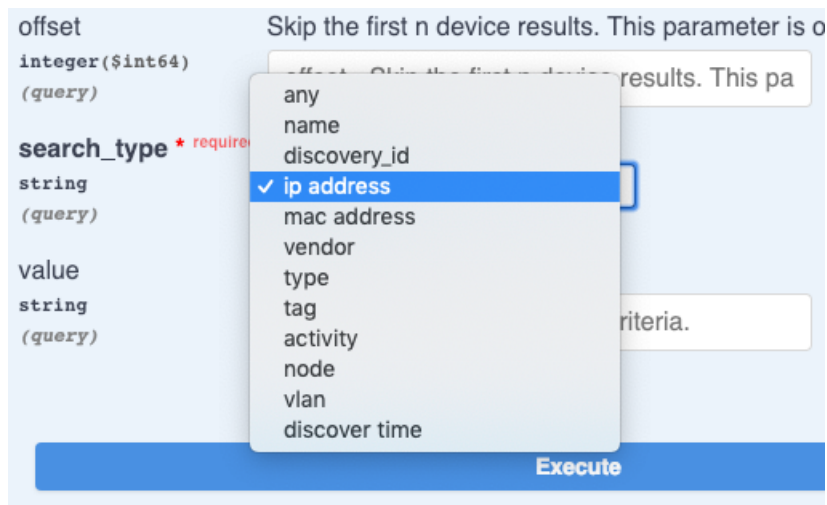 offset
Skip the first n device results. This parameter is o
integer($int64)
(query)
results. This pa
search_type * require
string
(query)
any
name
discovery_id
✓ ip address
mac address
vendor
type
tag
activity
node
vlan
discover time
value
string
(query)
riteria.
Execute